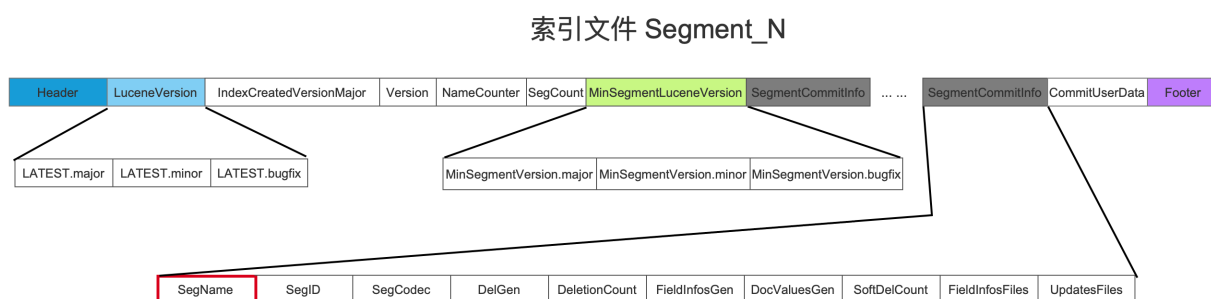 索引文件 Segment_N
Header LuceneVersion IndexCreatedVersionMajor Version NameCounter SegCount MinSegmentLuceneVersion SegmentCommitInfo ... ... SegmentCommitInfo CommitUserData Footer
LATEST.major LATEST.minor LATEST.bugfix MinSegmentVersion.major MinSegmentVersion.minor MinSegmentVersion.bugfix
SegName SegID SegCodec DelGen DeletionCount FieldInfosGen DocValuesGen SoftDelCount FieldInfosFiles UpdatesFiles